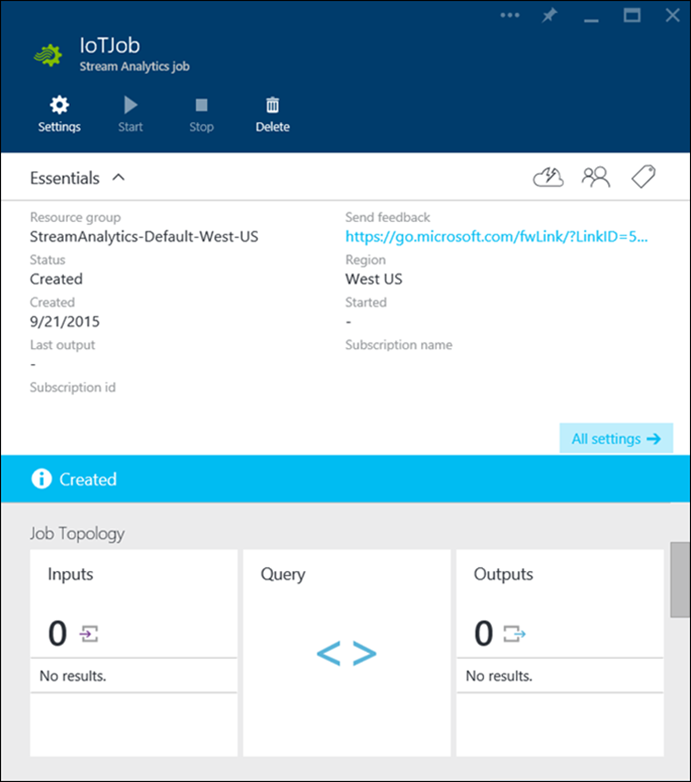 IoTJob
Stream Analytics job
Settings
Start
Stop
Delete
Essentials
Resource group
StreamAnalytics-Default-West-US
Send feedback
https://go.microsoft.com/fwLink/?LinkID=5...
Status
Created
Region
West US
Created
9/21/2015
Started
-
Last output
-
Subscription name
Subscription id
All settings
Created
Job Topology
Inputs
0
No results.
Query
< >
Outputs
0
No results.